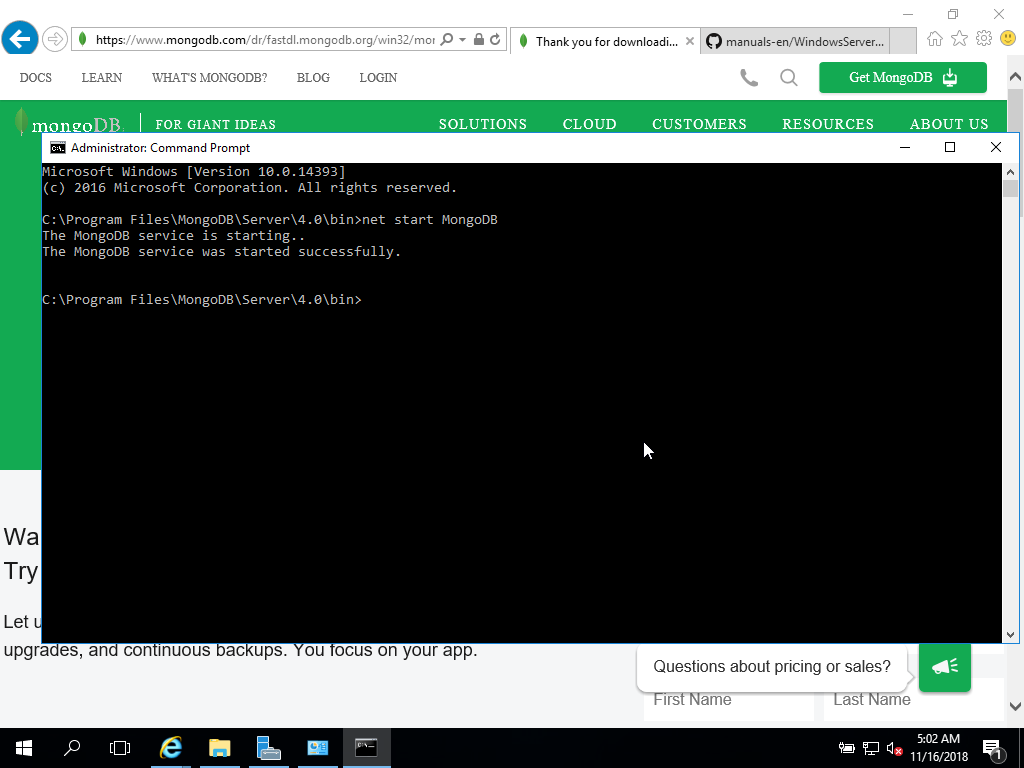 https://www.mongodb.com/dr/fastdl.mongodb.org/win32/mor
Thank you for downloadi...
manuals-en/WindowsServer...
DOCS LEARN WHAT'S MONGODB? BLOG LOGIN Get MongoDB
mongoDB. FOR GIANT IDEAS SOLUTIONS CLOUD CUSTOMERS RESOURCES ABOUT US
Administrator: Command Prompt
Microsoft Windows [Version 10.0.14393]
(c) 2016 Microsoft Corporation. All rights reserved.
C:\Program Files\MongoDB\Server\4.0\bin>net start MongoDB
The MongoDB service is starting..
The MongoDB service was started successfully.
C:\Program Files\MongoDB\Server\4.0\bin>
Wa
Try
Let u
upgrades, and continuous backups. You focus on your app.
Questions about pricing or sales?
First Name Last Name
5:02 AM
11/16/2018
1